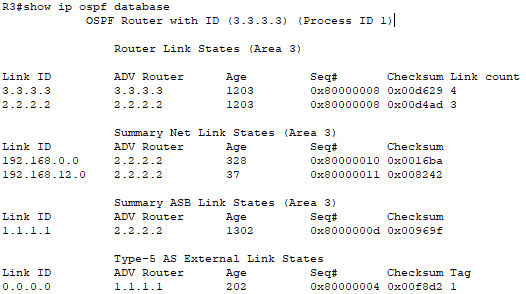 R3#show ip ospf database
OSPF Router with ID (3.3.3.3) (Process ID 1)
Router Link States (Area 3)
Link ID ADV Router Age Seq# Checksum Link count
3.3.3.3 3.3.3.3 1203 0x80000008 0x00d629 4
2.2.2.2 2.2.2.2 1203 0x80000008 0x00d4ad 3
Summary Net Link States (Area 3)
Link ID ADV Router Age Seq# Checksum
192.168.0.0 2.2.2.2 328 0x80000010 0x0016ba
192.168.12.0 2.2.2.2 37 0x80000011 0x008242
Summary ASB Link States (Area 3)
Link ID ADV Router Age Seq# Checksum
1.1.1.1 2.2.2.2 1302 0x8000000d 0x00969f
Type-5 AS External Link States
Link ID ADV Router Age Seq# Checksum Tag
0.0.0.0 1.1.1.1 202 0x80000004 0x00f8d2 1